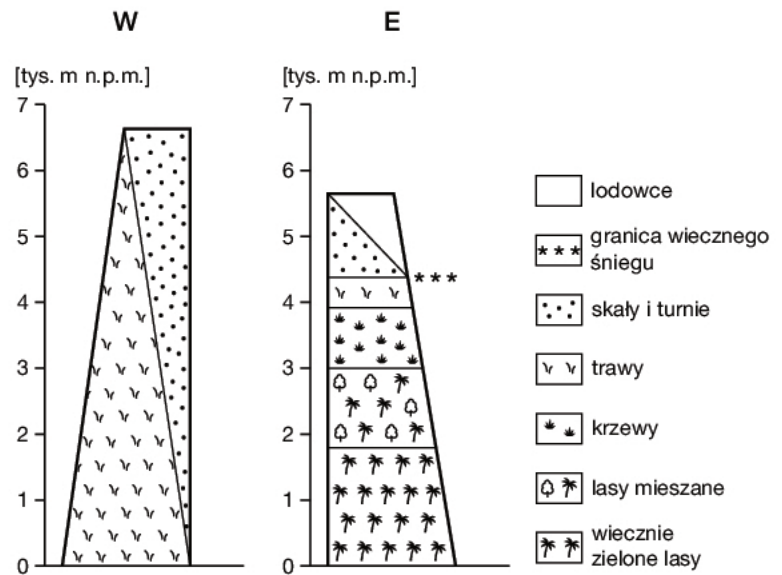 W
E
[tys. m n.p.m.]
[tys. m n.p.m.]
7
6
5
4
3
2
1
0
7
6
5
4
3
2
1
0
***
lodowce
***
granica wiecznego
śniegu
skały i turnie
trawy
krzewy
lasy mieszane
wiecznie
zielone lasy